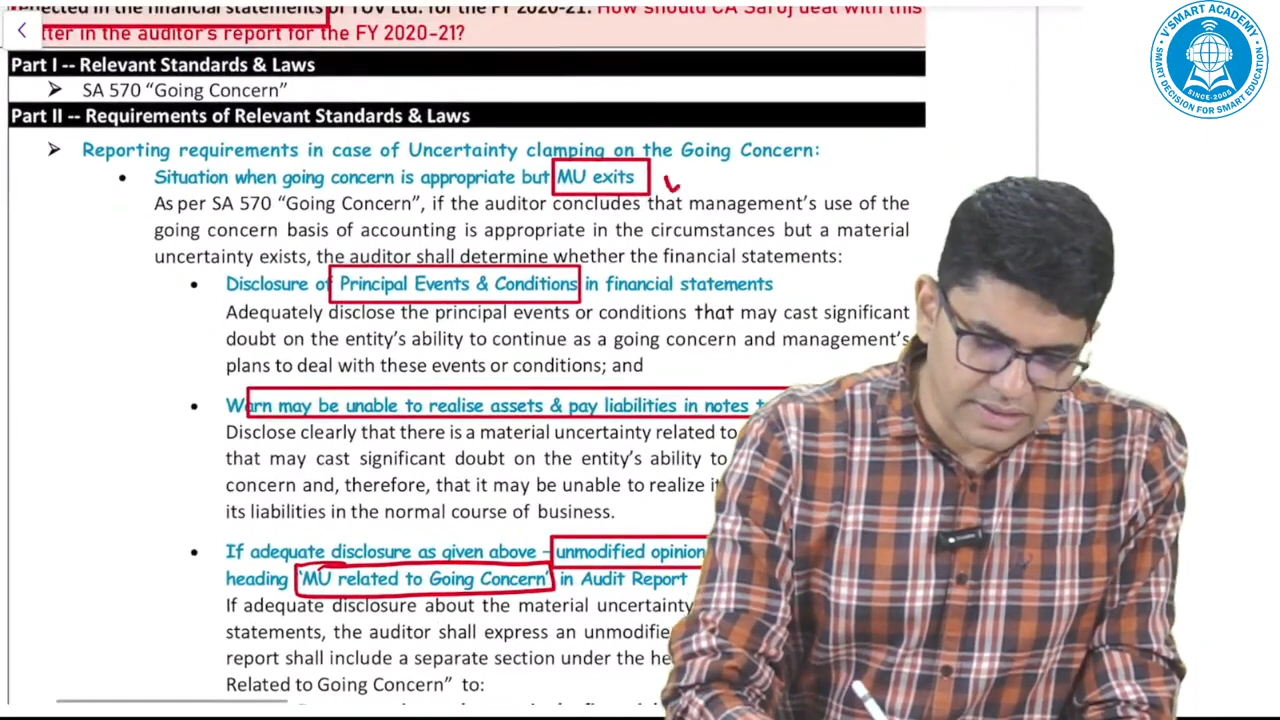 reflected in the financial statements of TUV Ltd. for the FY 2020-21. How should CA Saroj deal with this
tter in the auditor's report for the FY 2020-21?
Part I -- Relevant Standards & Laws
➤ SA 570 “Going Concern”
Part II -- Requirements of Relevant Standards & Laws
➤ Reporting requirements in case of Uncertainty clamping on the Going Concern:
• Situation when going concern is appropriate but MU exits
As per SA 570 “Going Concern”, if the auditor concludes that management’s use of the
going concern basis of accounting is appropriate in the circumstances but a material
uncertainty exists, the auditor shall determine whether the financial statements:
• Disclosure of Principal Events & Conditions in financial statements
Adequately disclose the principal events or conditions that may cast significant
doubt on the entity’s ability to continue as a going concern and management’s
plans to deal with these events or conditions; and
• Warn may be unable to realise assets & pay liabilities in notes
Disclose clearly that there is a material uncertainty related to
that may cast significant doubt on the entity’s ability to
concern and, therefore, that it may be unable to realize
its liabilities in the normal course of business.
• If adequate disclosure as given above – unmodified opinion
heading ‘MU related to Going Concern’ in Audit Report
If adequate disclosure about the material uncertainty
statements, the auditor shall express an
report shall include a separate section under the
Related to Going Concern” to:
V'SMART ACADEMY
SMART DECISION FOR SMART EDUCATION
SINCE-2005